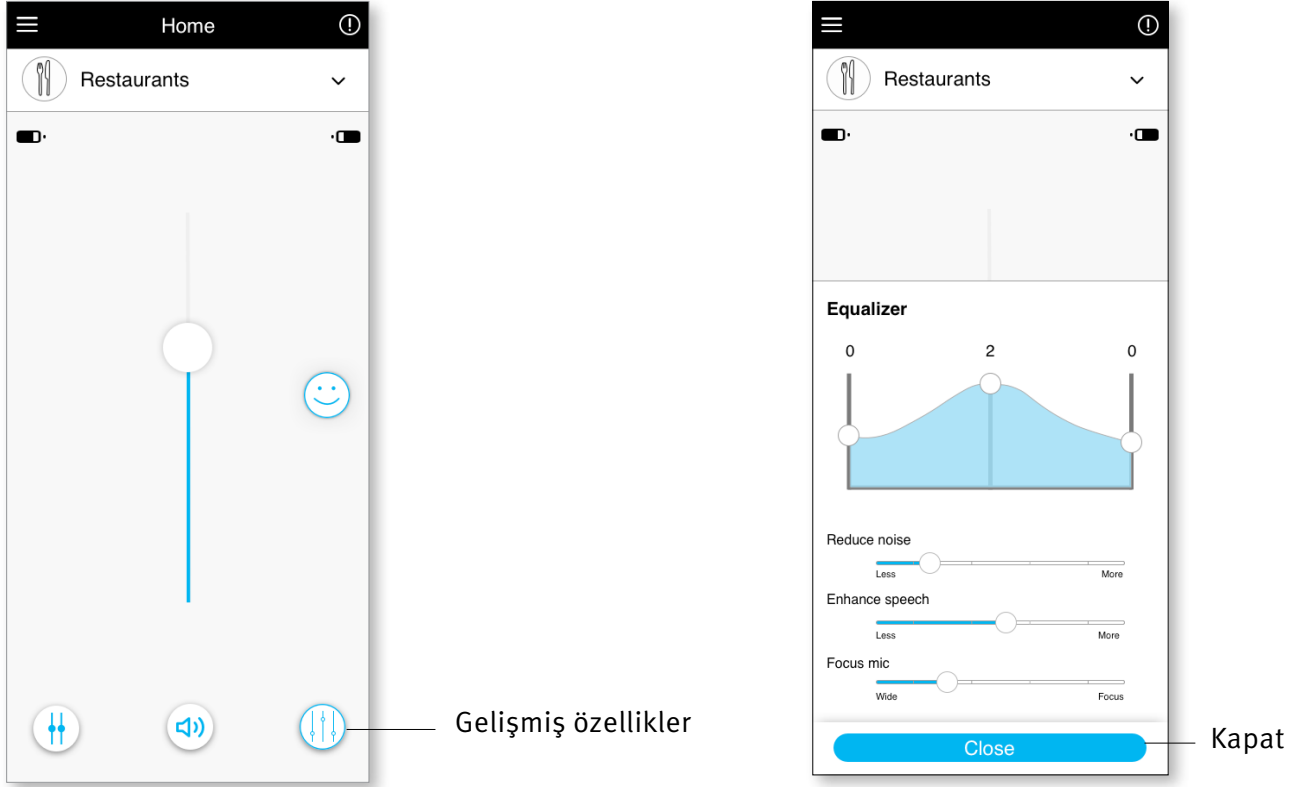 Home
Restaurants
Gelişmiş özellikler
Restaurants
Equalizer
0 2 0
Reduce noise
Less More
Enhance speech
Less More
Focus mic
Wide Focus
Close
Kapat